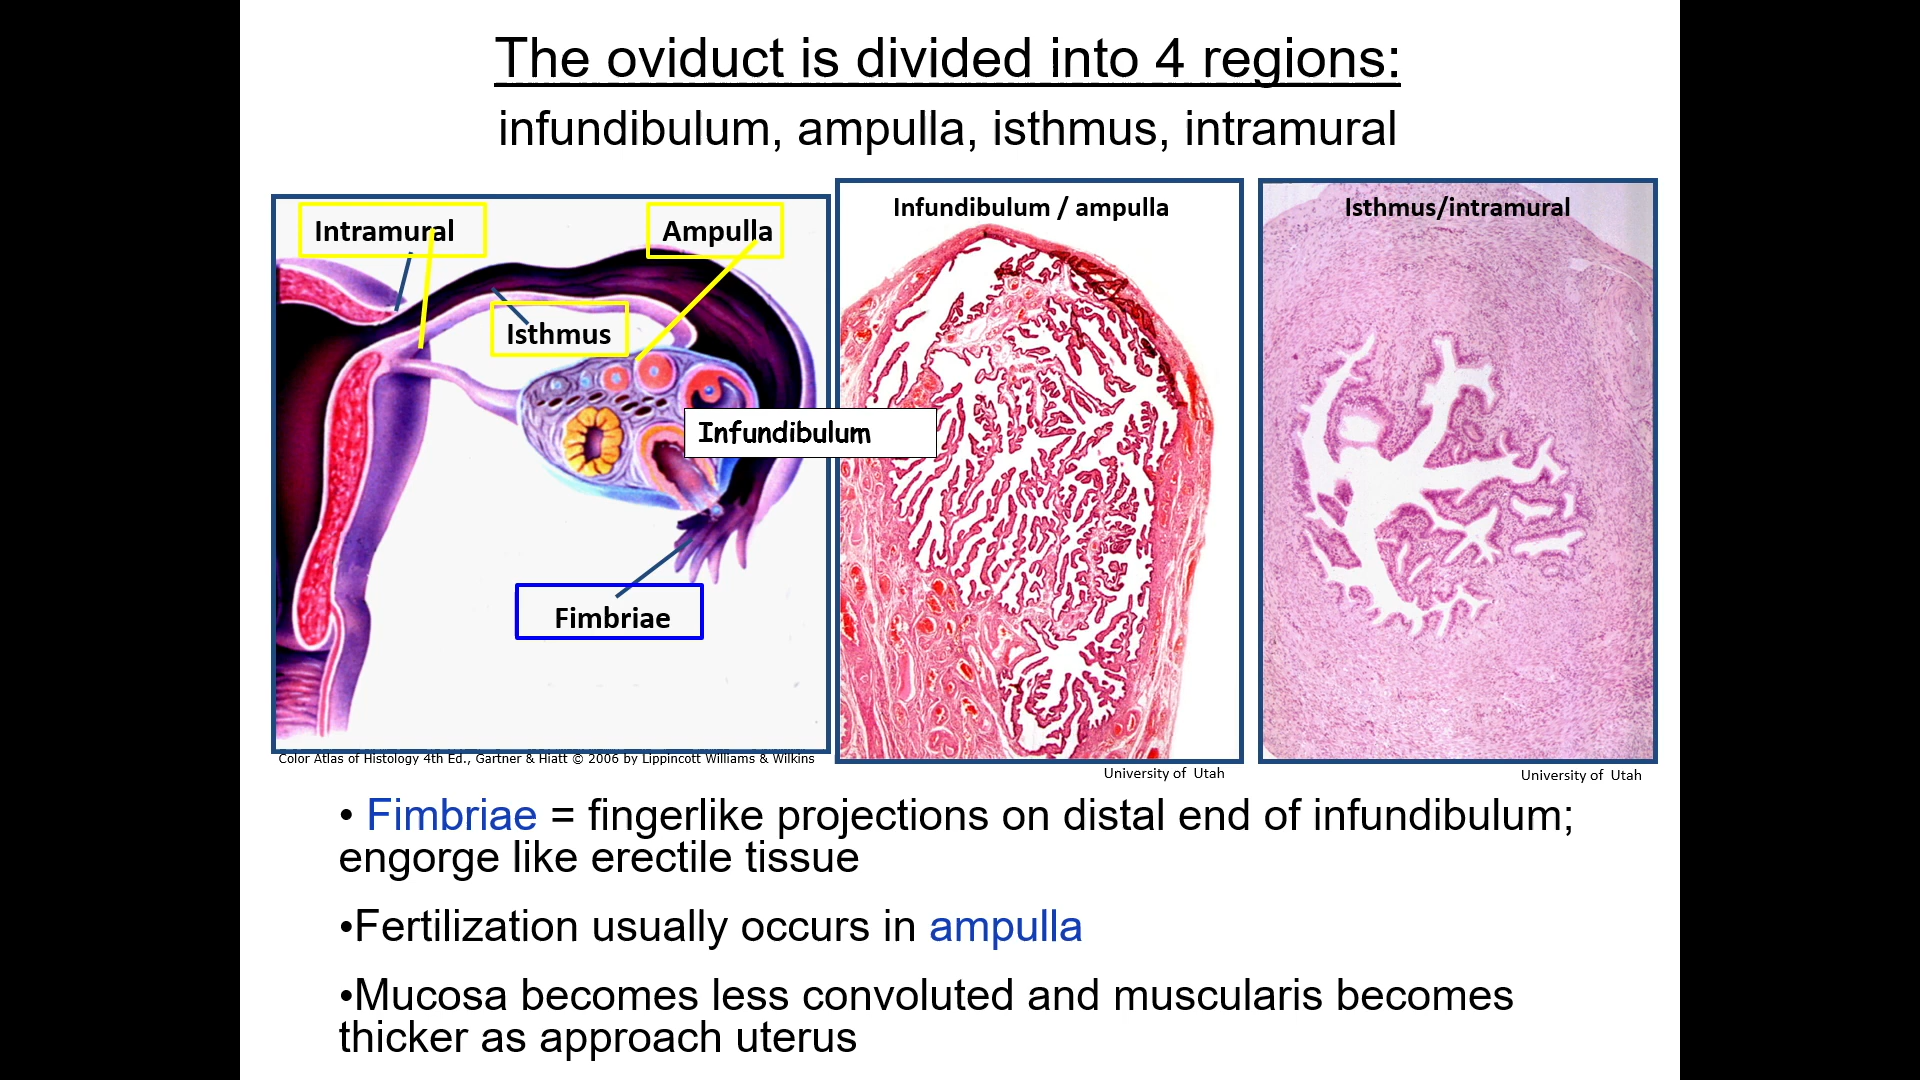 The oviduct is divided into 4 regions:
infundibulum, ampulla, isthmus, intramural
Intramural
Ampulla
Isthmus
Infundibulum
Fimbriae
Color Atlas of Histology 4th Ed., Gartner & Hiatt © 2006 by Lippincott Williams & Wilkins
Infundibulum / ampulla
University of Utah
Isthmus/intramural
University of Utah
• Fimbriae = fingerlike projections on distal end of infundibulum;
engorge like erectile tissue
•Fertilization usually occurs in ampulla
•Mucosa becomes less convoluted and muscularis becomes
thicker as approach uterus